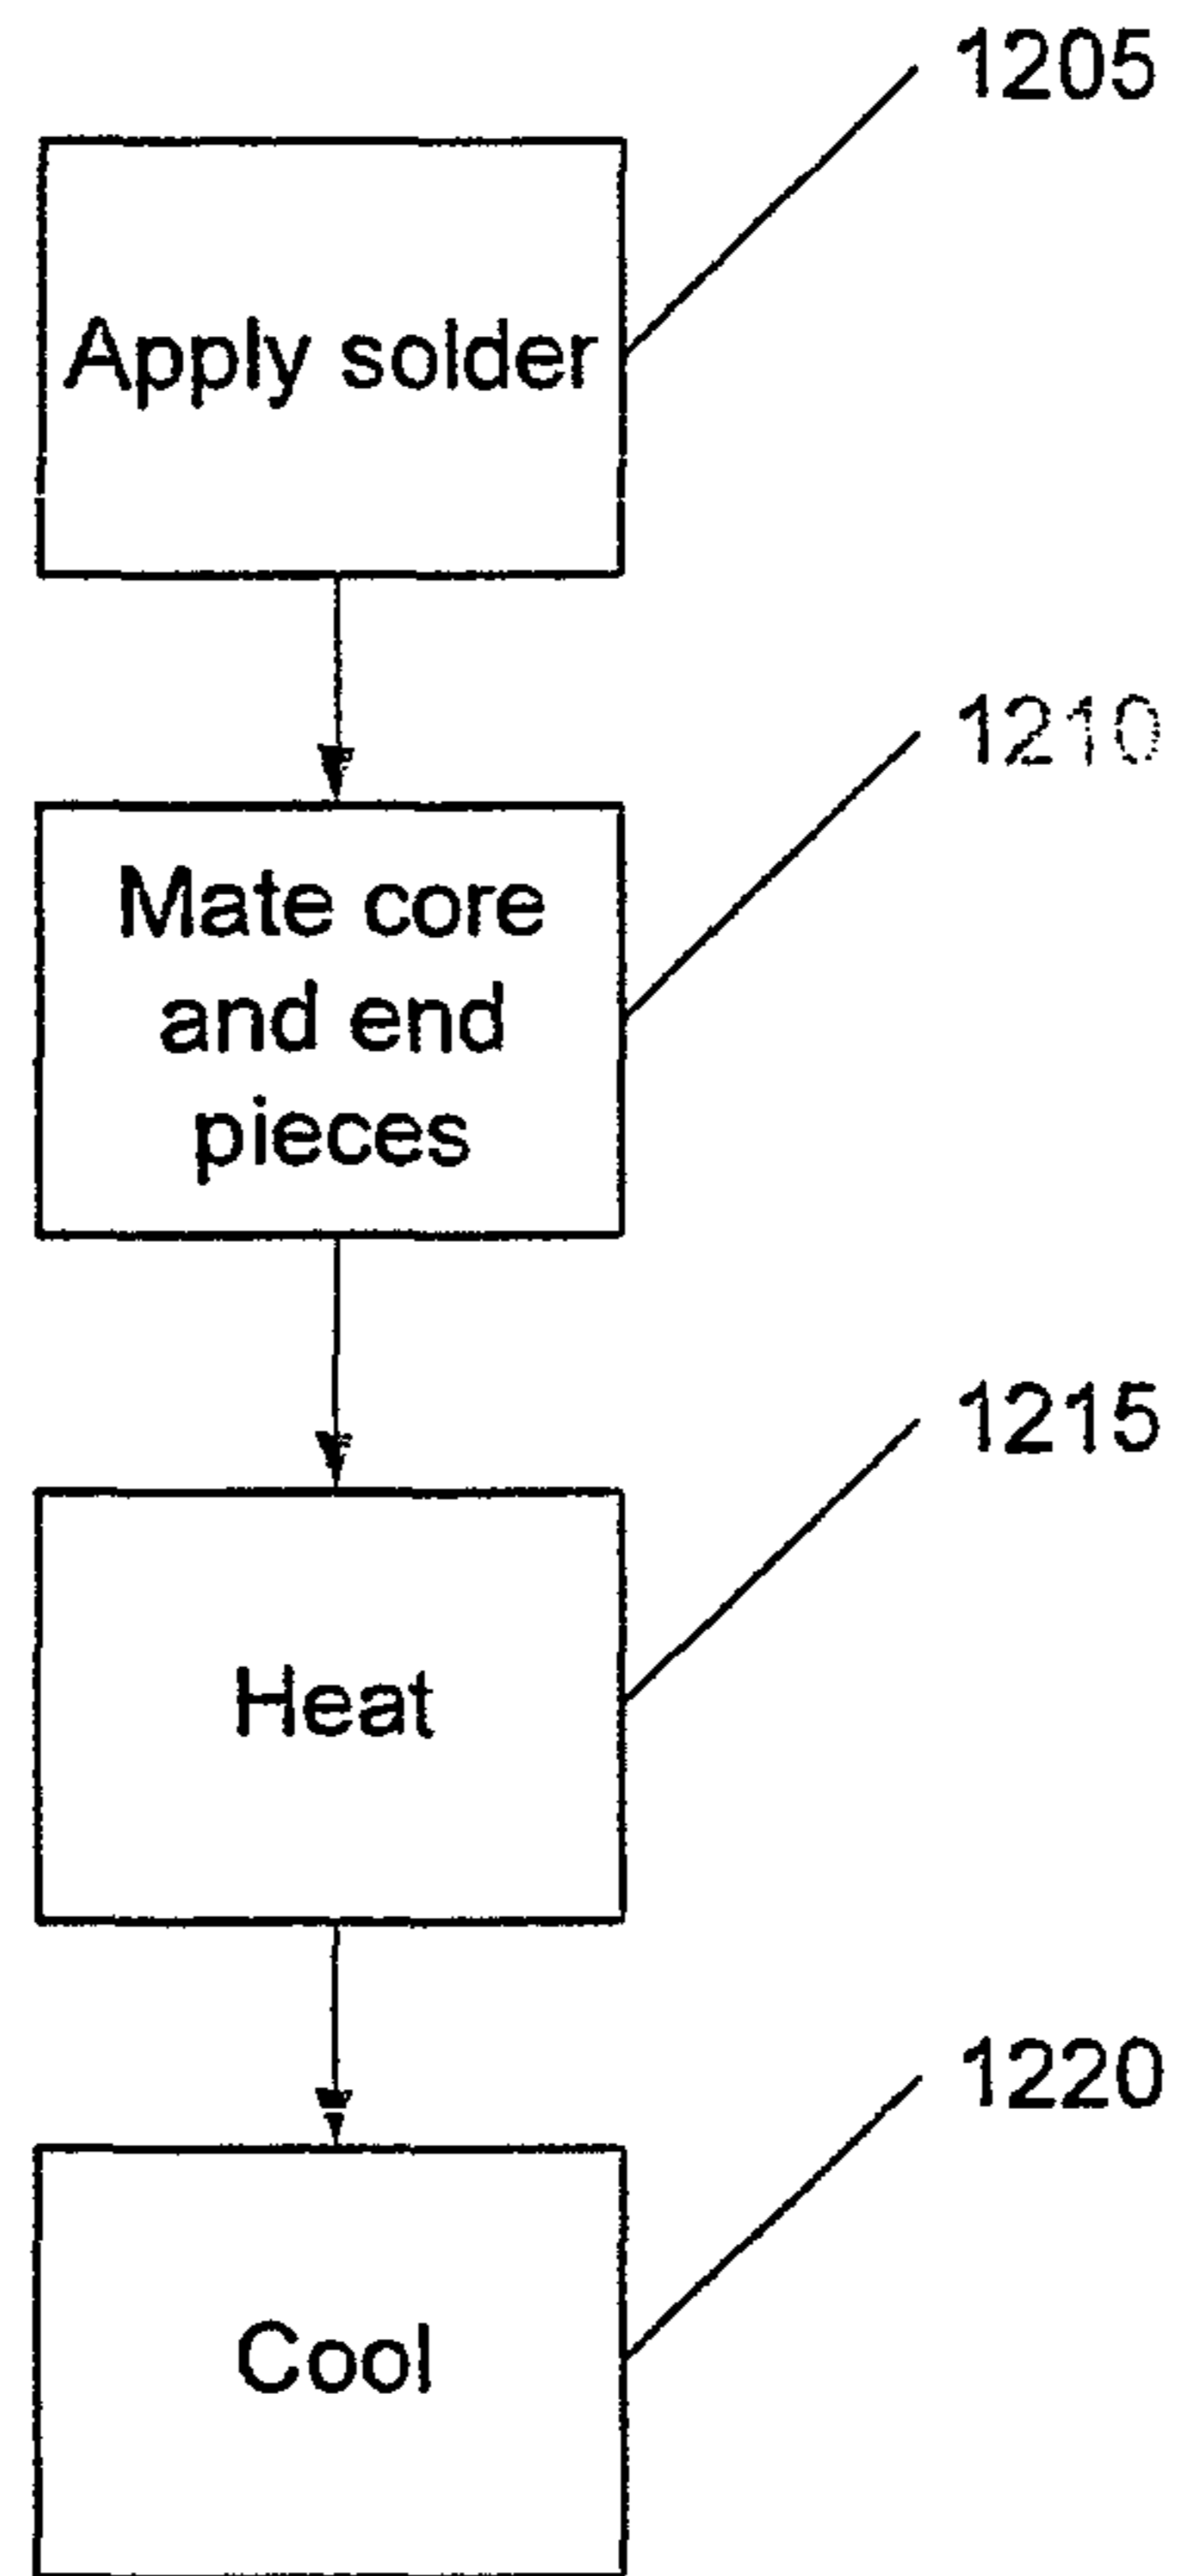 1205
Apply solder
1210
Mate core
and end
pieces
1215
Heat
1220
Cool